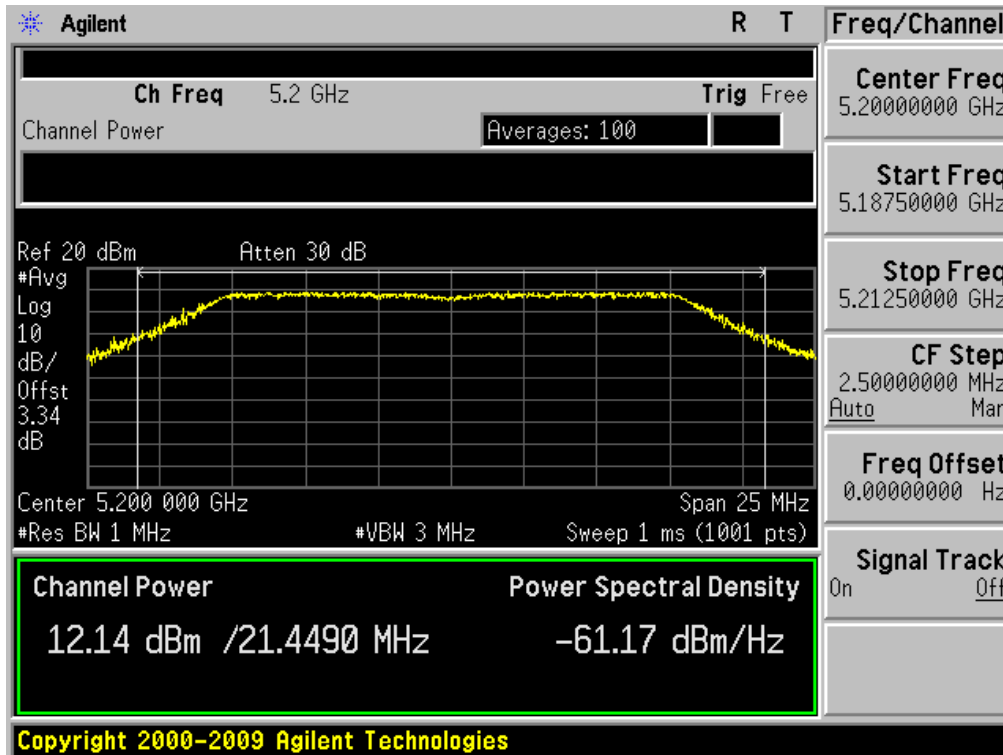 Agilent R T
Freq/Channel
Ch Freq 5.2 GHz Trig Free
Channel Power Averages: 100
Center Freq
5.20000000 GHz
Start Freq
5.18750000 GHz
Stop Freq
5.21250000 GHz
CF Step
2.50000000 MHz
Auto Man
Freq Offset
0.00000000 Hz
Signal Track
On Off
Ref 20 dBm Atten 30 dB
#Avg
Log
10
dB/
Offst
3.34
dB
Center 5.200 000 GHz Span 25 MHz
#Res BW 1 MHz #VBW 3 MHz Sweep 1 ms (1001 pts)
Channel Power Power Spectral Density
12.14 dBm /21.4490 MHz -61.17 dBm/Hz
Copyright 2000-2009 Agilent Technologies